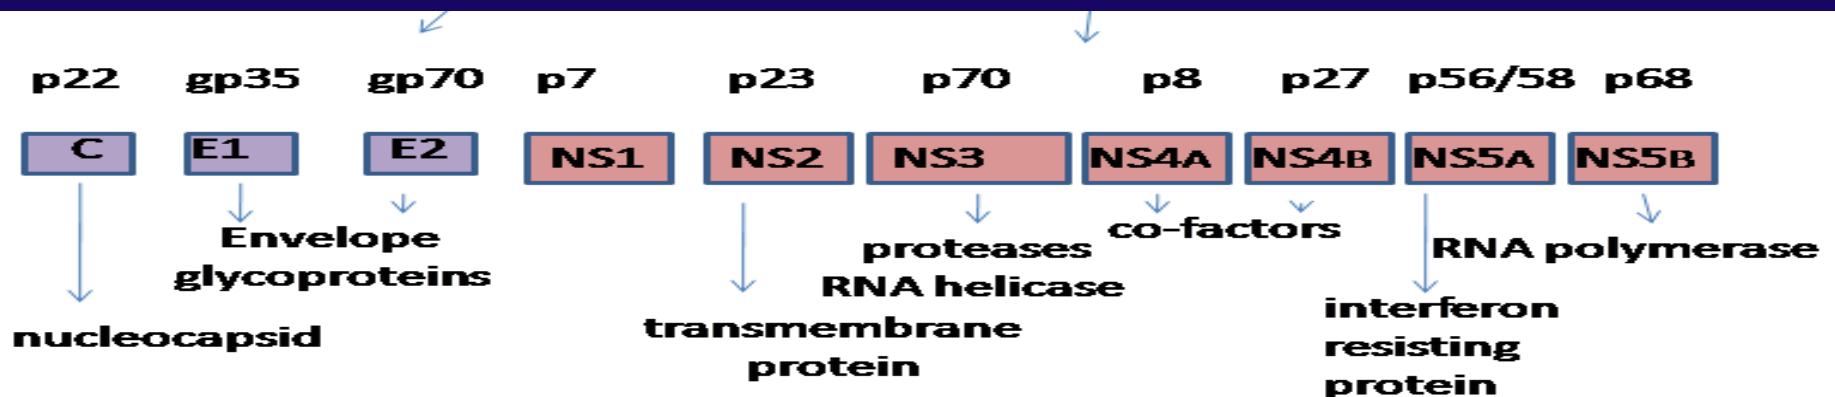 p22 gp35 gp70 p7 p23 p70 p8 p27 p56/58 p68
C E1 E2 NS1 NS2 NS3 NS4A NS4B NS5A NS5B
Envelope
glycoproteins
nucleocapsid
transmembrane
protein
proteases
RNA helicase
co-factors
interferon
resisting
protein
RNA polymerase